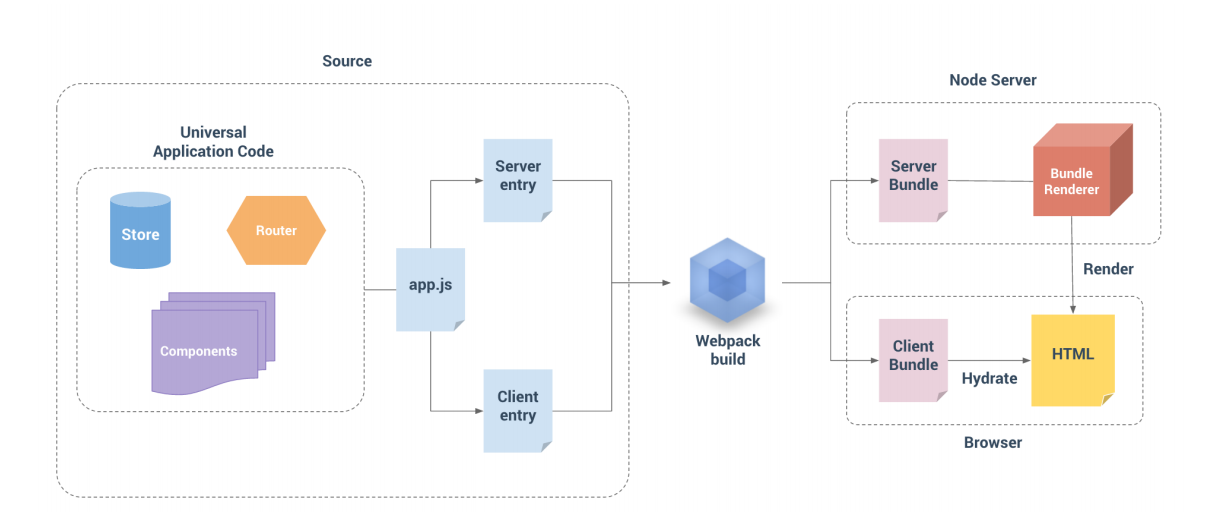 Source
Universal
Application Code
Store
Router
Components
app.js
Server
entry
Client
entry
Webpack
build
Node Server
Server
Bundle
Bundle
Renderer
Render
Client
Bundle
Hydrate
HTML
Browser